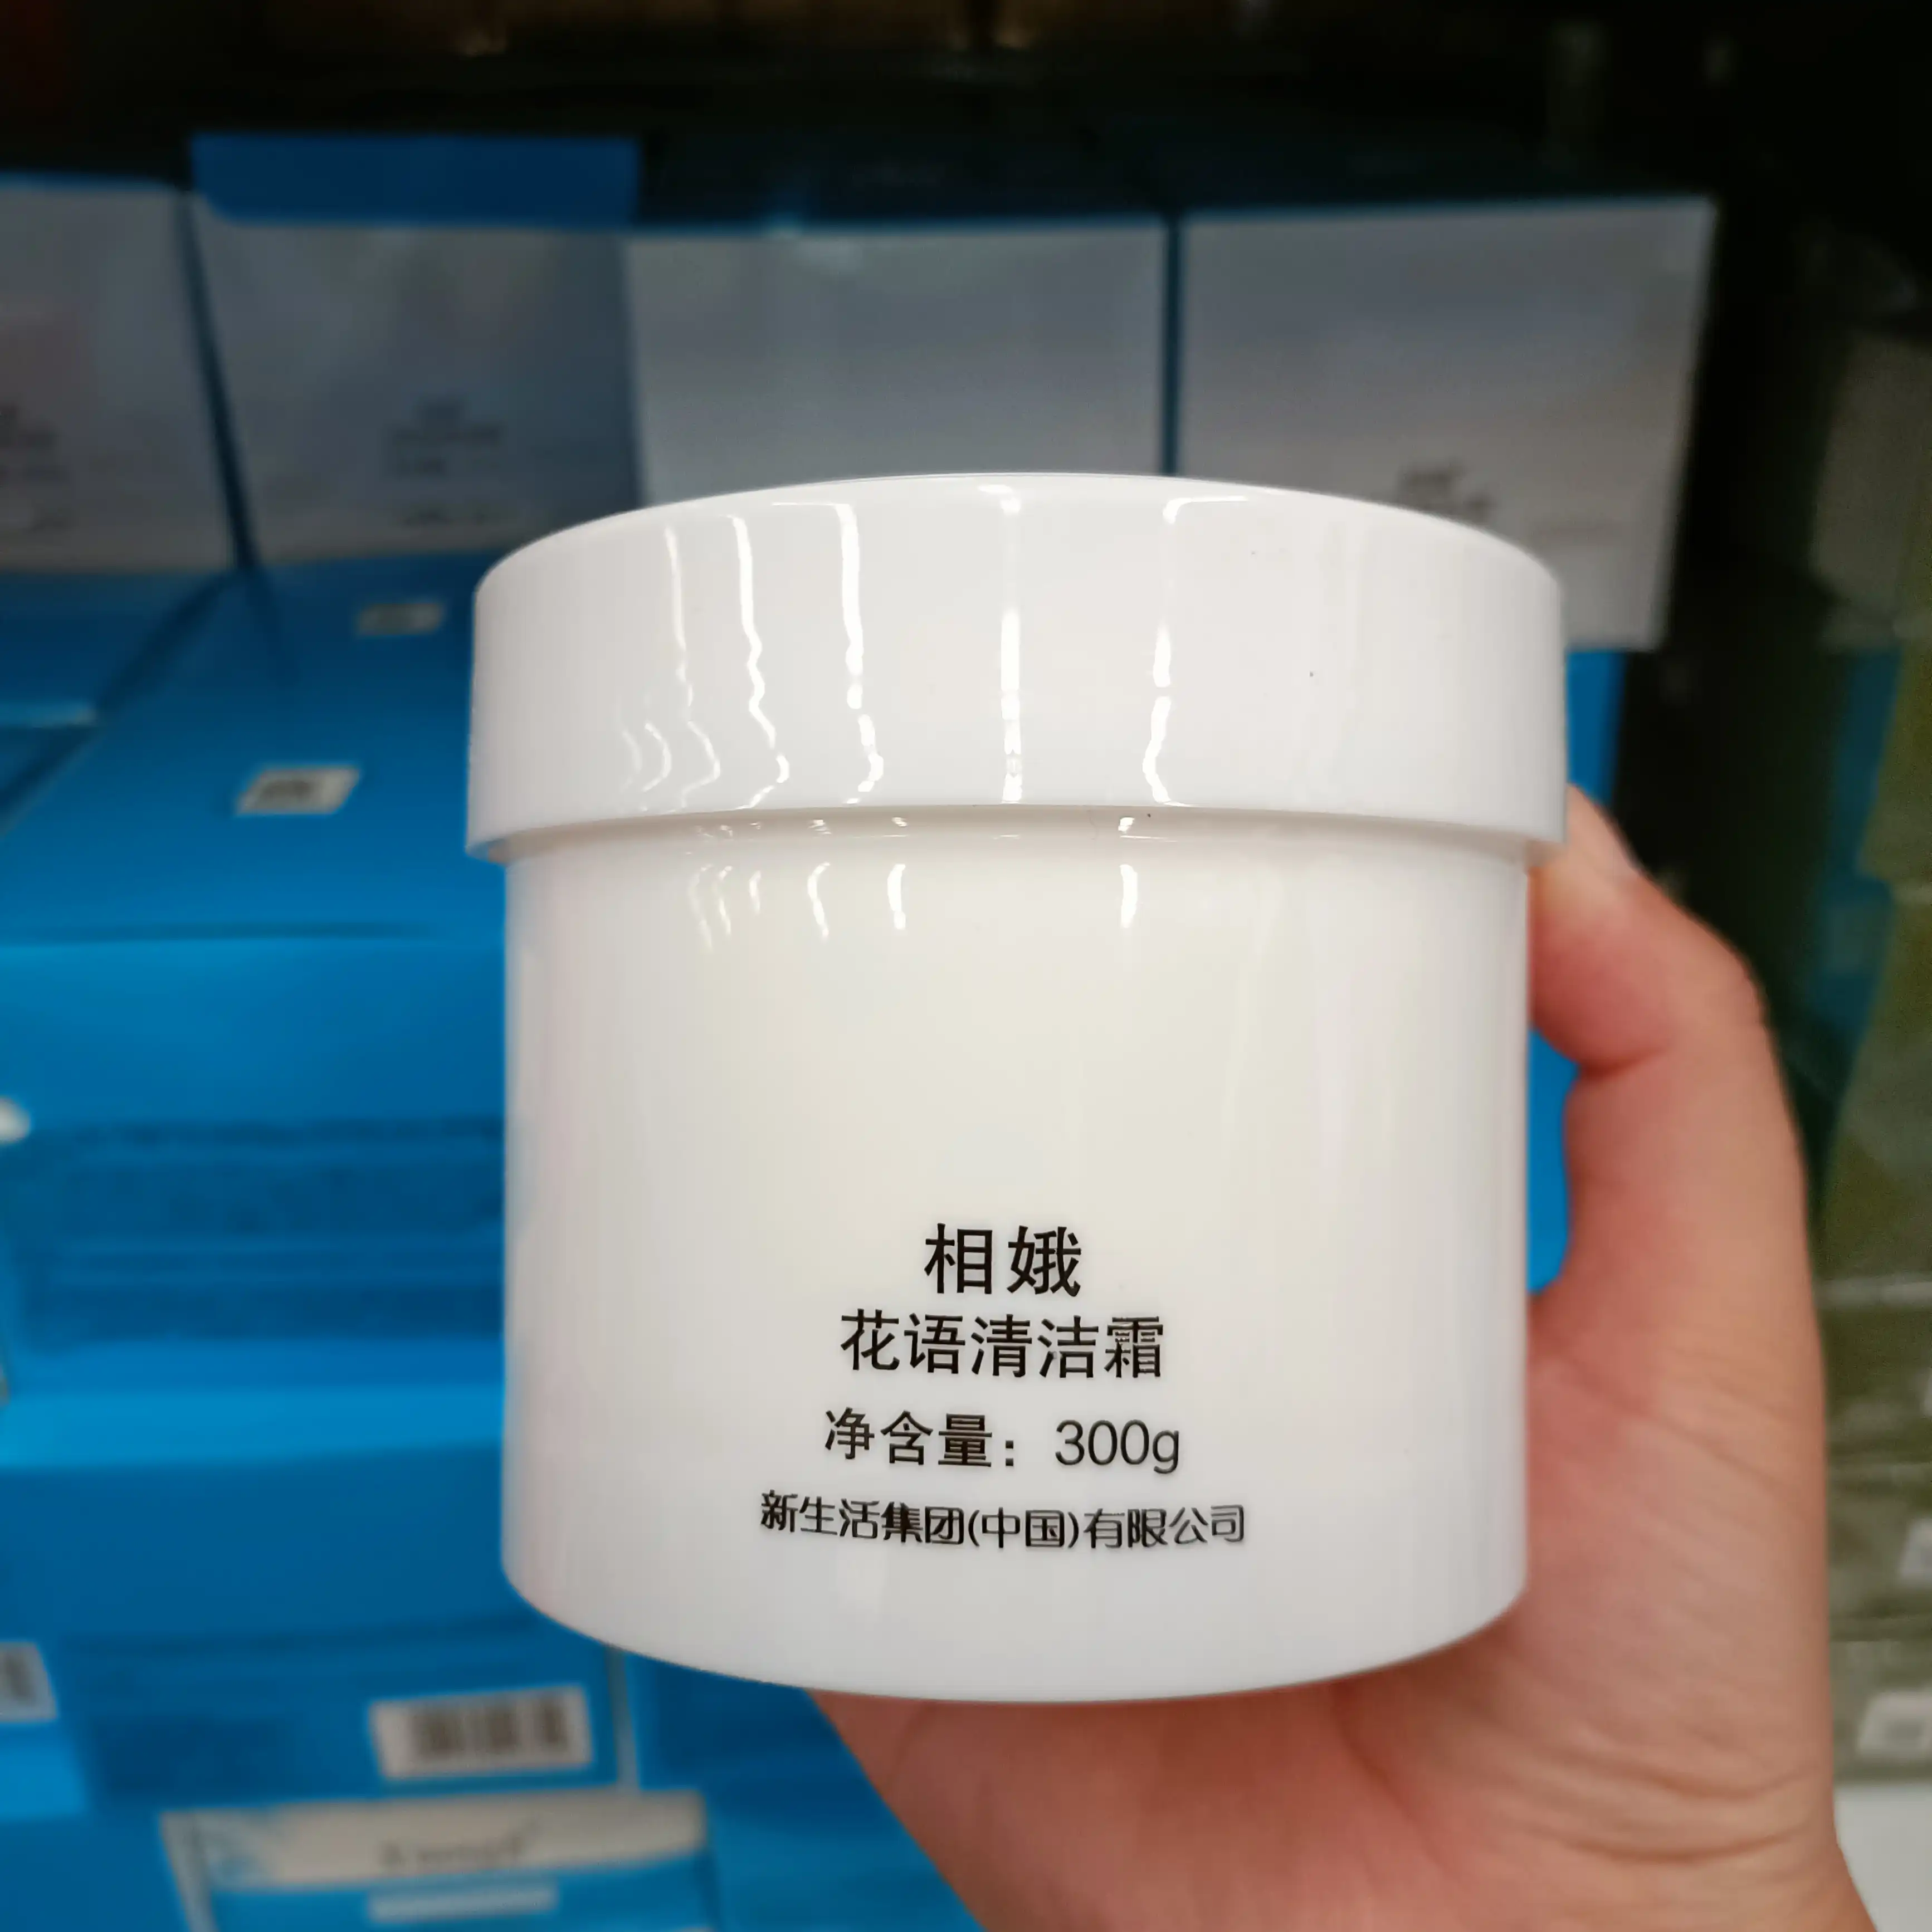 相娥
花语清洁霜
净含量：300g
新生活集团(中国)有限公司